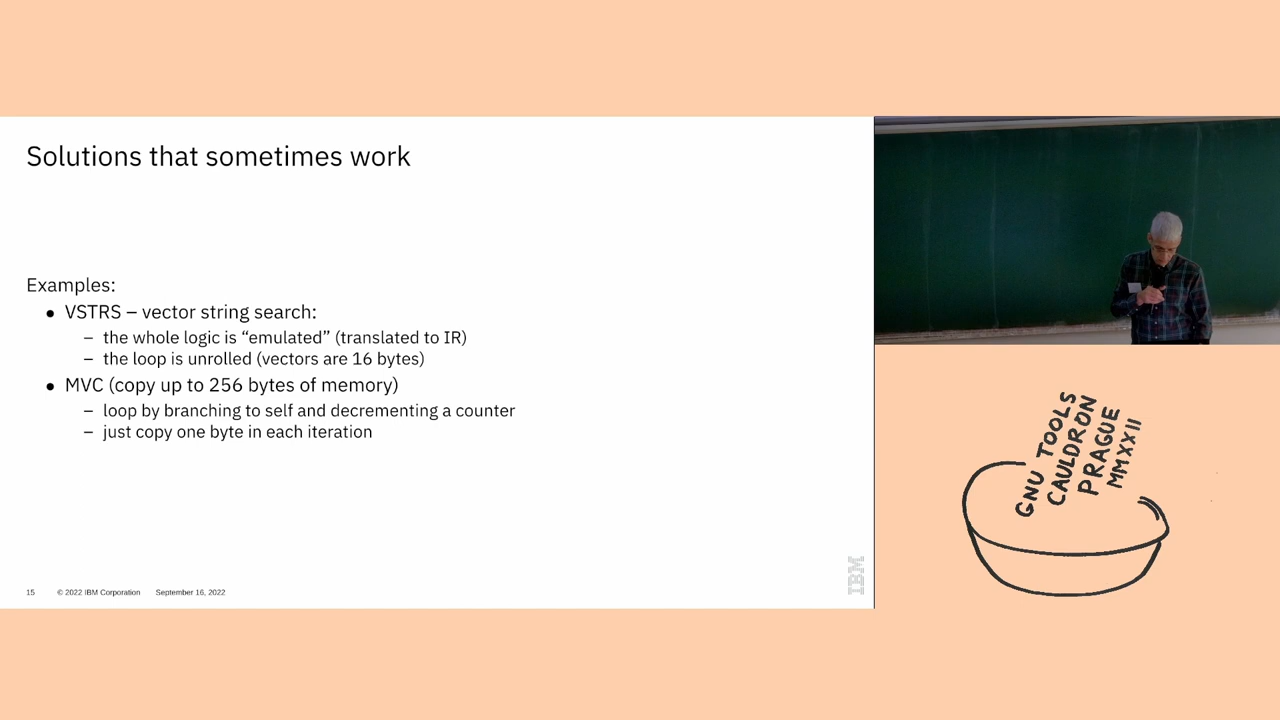 Solutions that sometimes work
Examples:
● VSTRS – vector string search:
– the whole logic is “emulated” (translated to IR)
– the loop is unrolled (vectors are 16 bytes)
● MVC (copy up to 256 bytes of memory)
– loop by branching to self and decrementing a counter
– just copy one byte in each iteration
15 © 2022 IBM Corporation September 16, 2022
IBM
GNU TOOLS
CAULDRON
PRAGUE
MMXXII